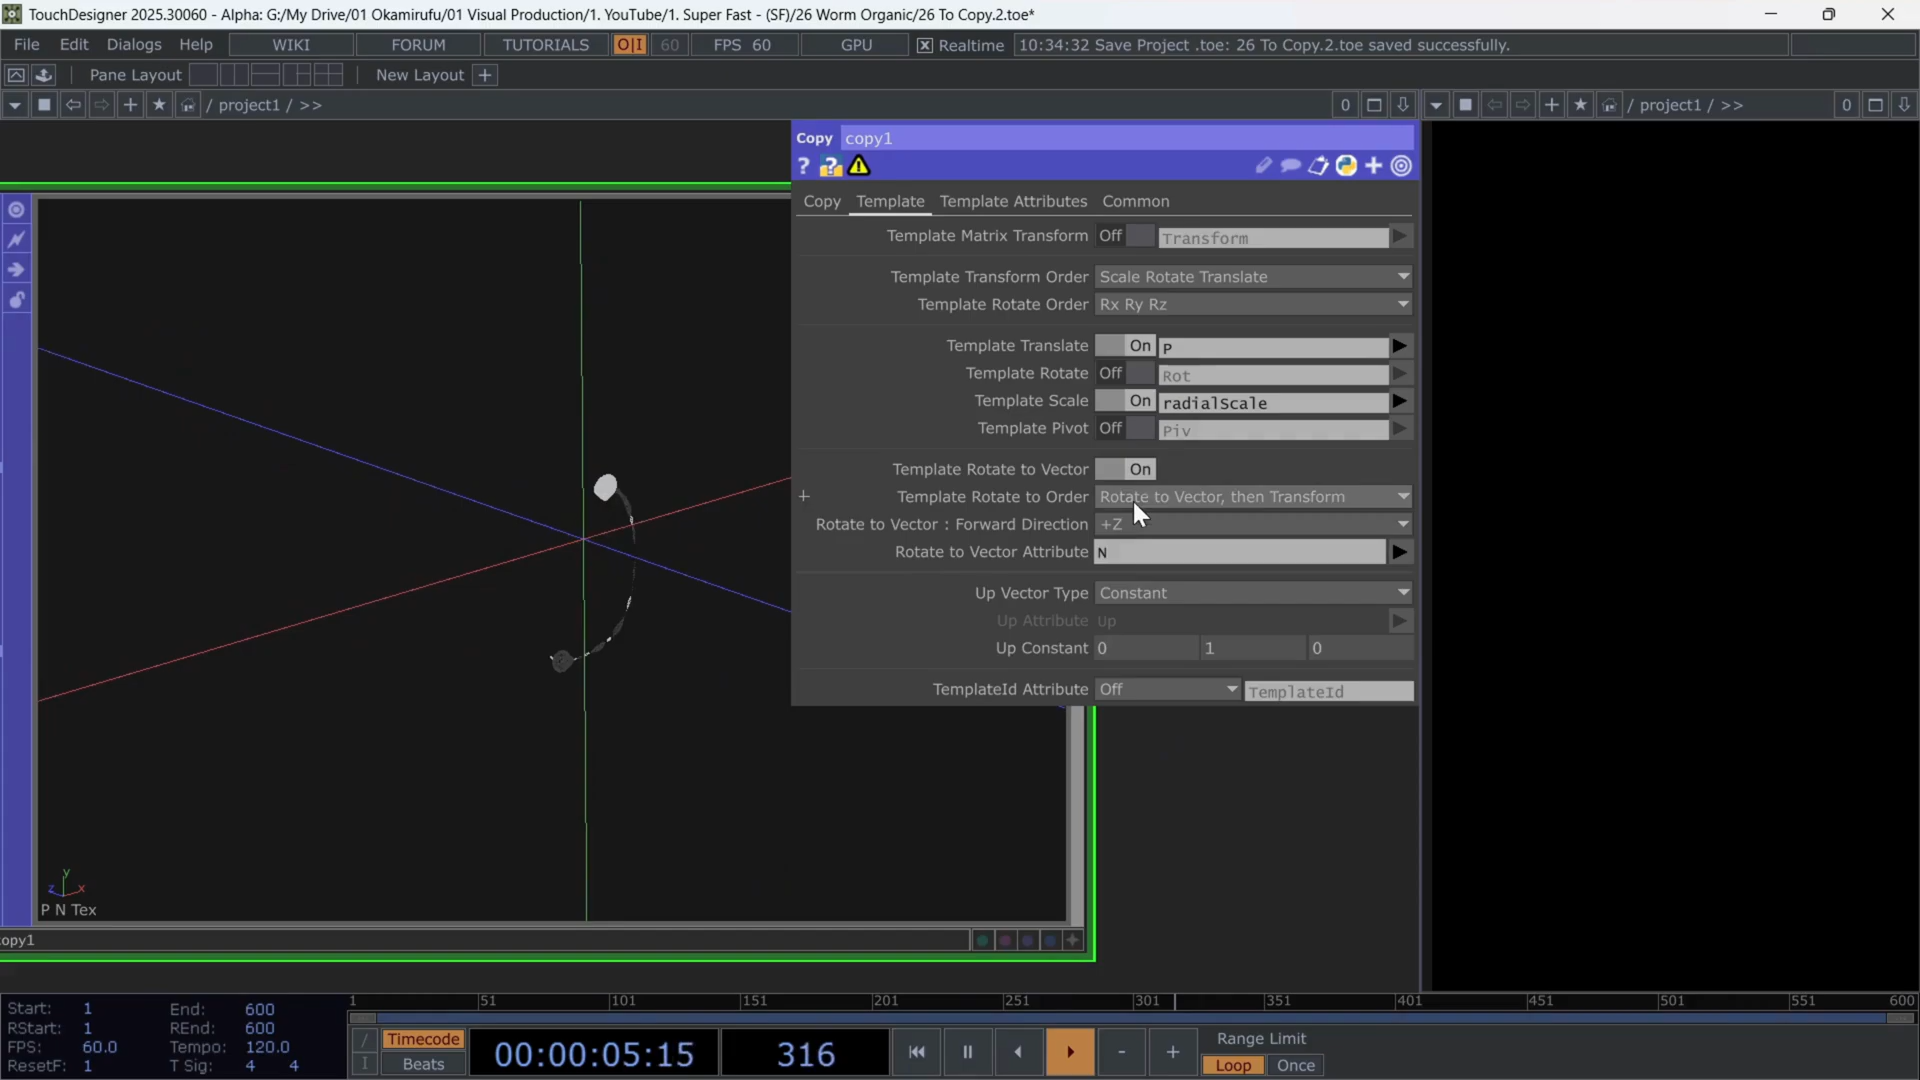 TouchDesigner 2025.30060 - Alpha: G:/My Drive/01 Okamirufu/01 Visual Production/1. YouTube/1. Super Fast - (SF)/26 Worm Organic/26 To Copy.2.toe*
File Edit Dialogs Help WIKI FORUM TUTORIALS O|I 60 FPS 60 GPU X Realtime 10:34:32 Save Project .toe: 26 To Copy.2.toe saved successfully.
Pane Layout New Layout +
/ project1 / >> 0 / project1 / >> 0
Copy copy1
Copy Template Template Attributes Common
Template Matrix Transform Off Transform
Template Transform Order Scale Rotate Translate
Template Rotate Order Rx Ry Rz
Template Translate On P
Template Rotate Off Rot
Template Scale On radialScale
Template Pivot Off Piv
Template Rotate to Vector On
+ Template Rotate to Order Rotate to Vector, then Transform
Rotate to Vector : Forward Direction +Z
Rotate to Vector Attribute N
Up Vector Type Constant
Up Attribute Up
Up Constant 0 1 0
TemplateId Attribute Off TemplateId
y
z x
P N Tex
opy1
Start: 1 End: 600
RStart: 1 REnd: 600
FPS: 60.0 Tempo: 120.0
ResetF: 1 T Sig: 4 4
1 51 101 151 201 251 301 351 401 451 501 551 600
/ Timecode
I Beats
00:00:05:15 316 - +
Range Limit
Loop Once